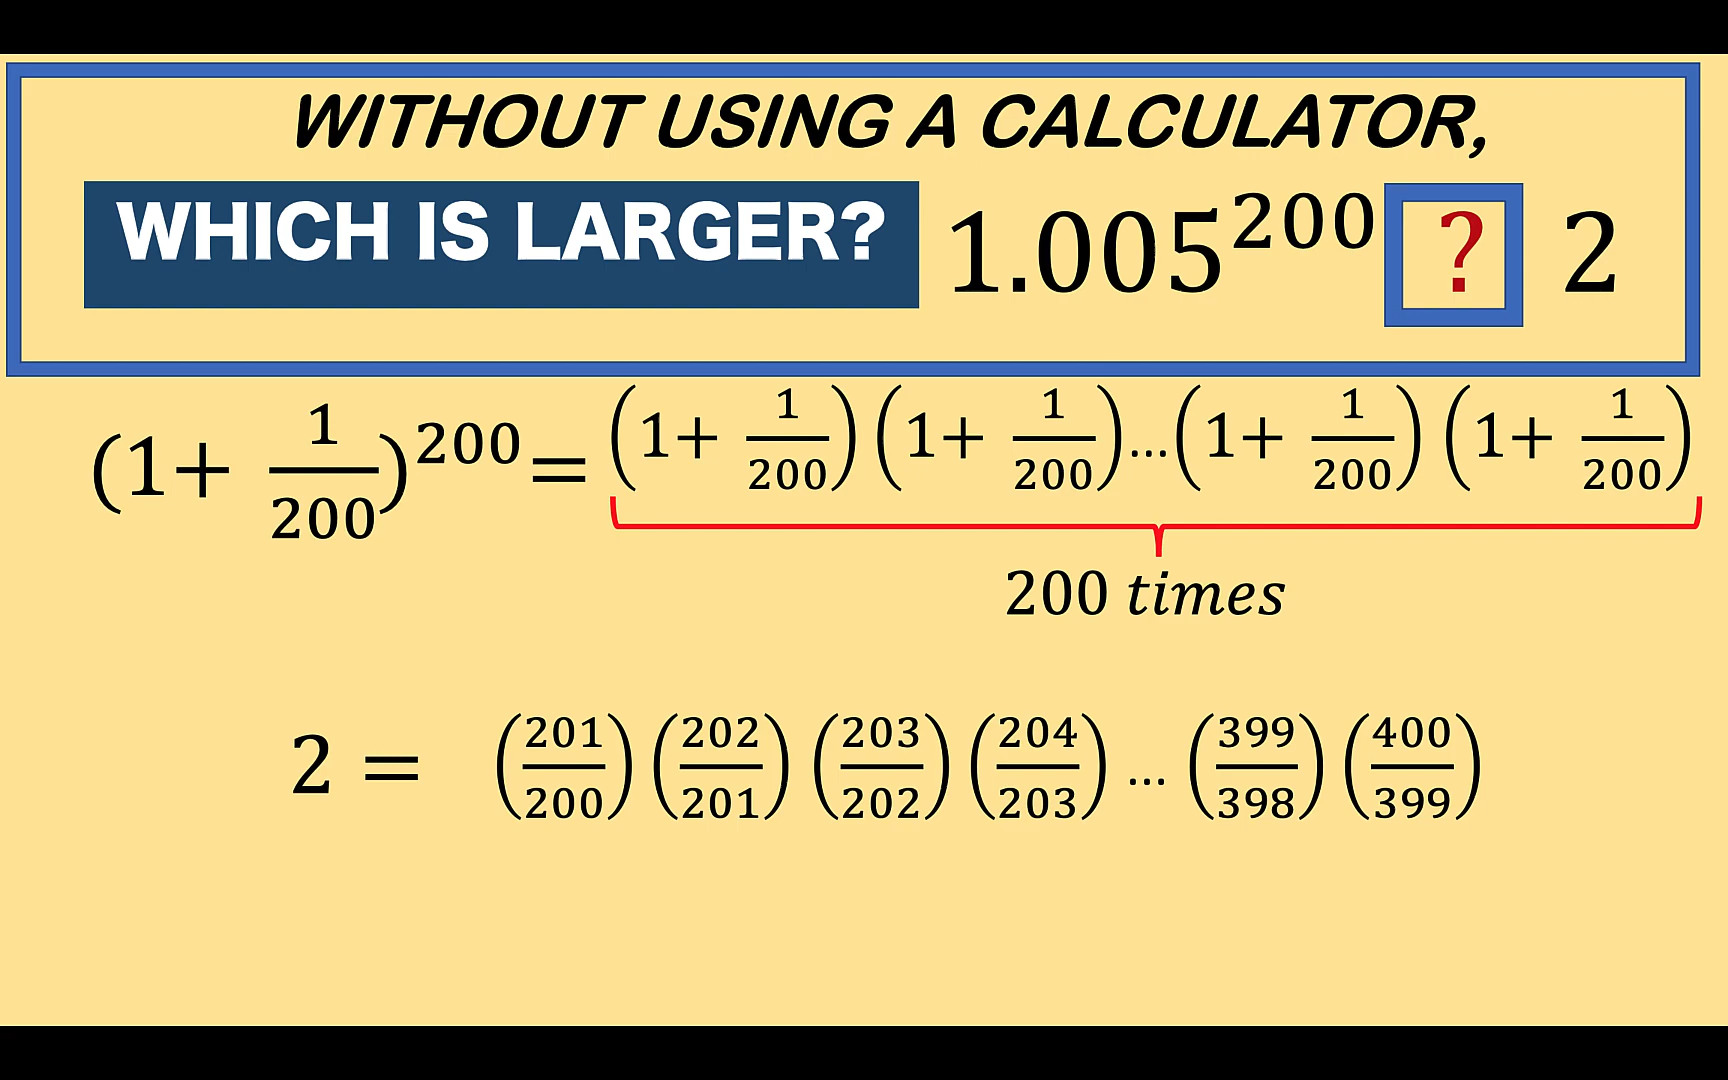 WITHOUT USING A CALCULATOR,
WHICH IS LARGER? 1.005^200 ? 2
(1+ 1/200)^200 = (1+ 1/200) (1+ 1/200) ... (1+ 1/200) (1+ 1/200)
200 times
2 = (201/200) (202/201) (203/202) (204/203) ... (399/398) (400/399)